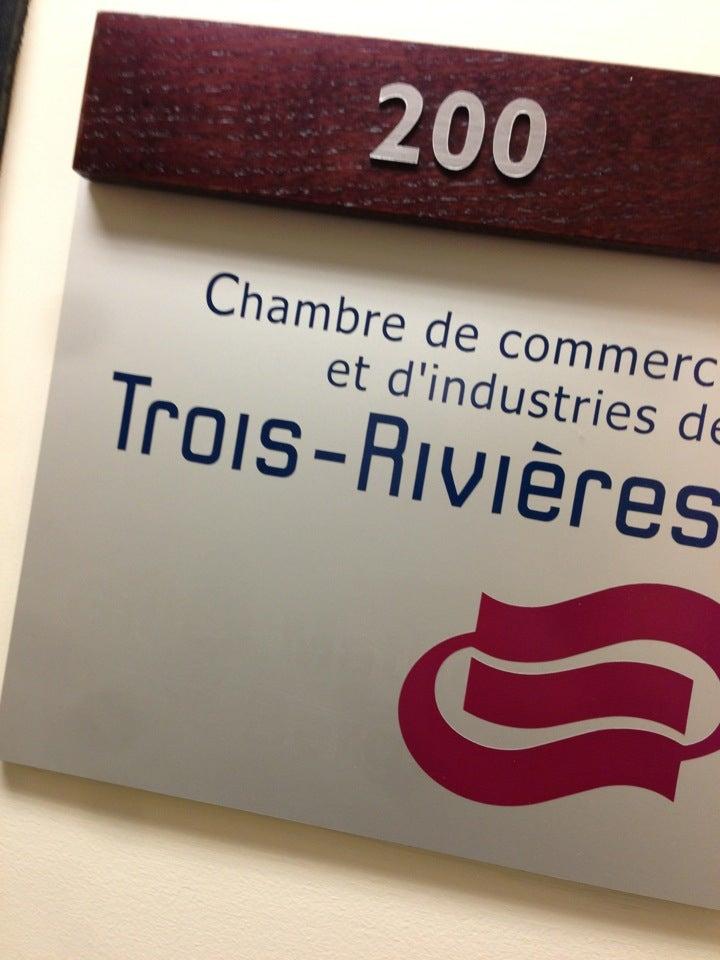 200
Chambre de commerc
et d'industries de
Trois-Rivières